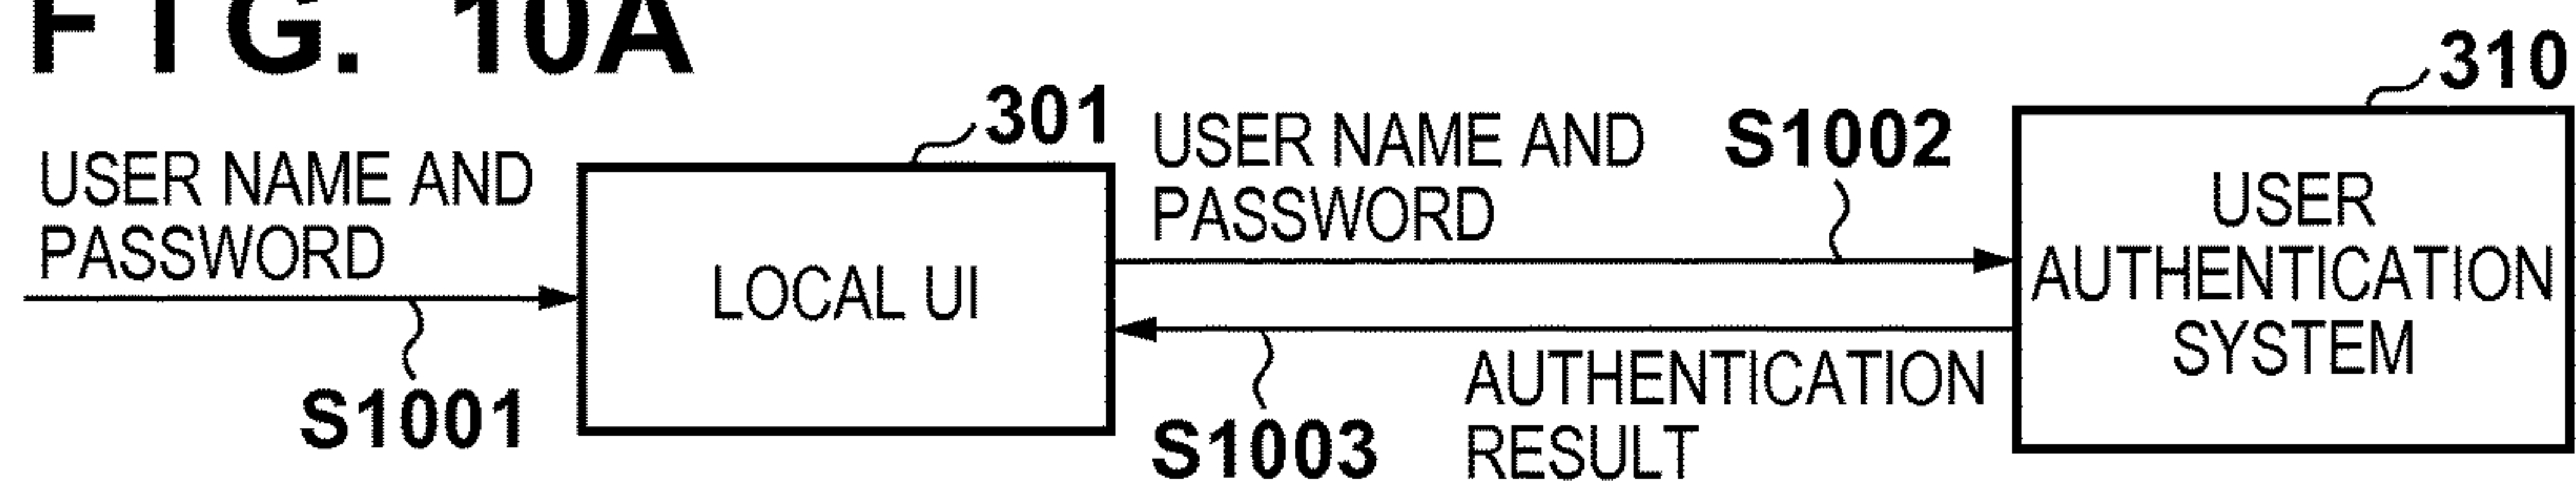 FIG. 10A
301
310
USER NAME AND
PASSWORD
S1001
LOCAL UI
USER NAME AND
PASSWORD
S1002
S1003
AUTHENTICATION
RESULT
USER
AUTHENTICATION
SYSTEM